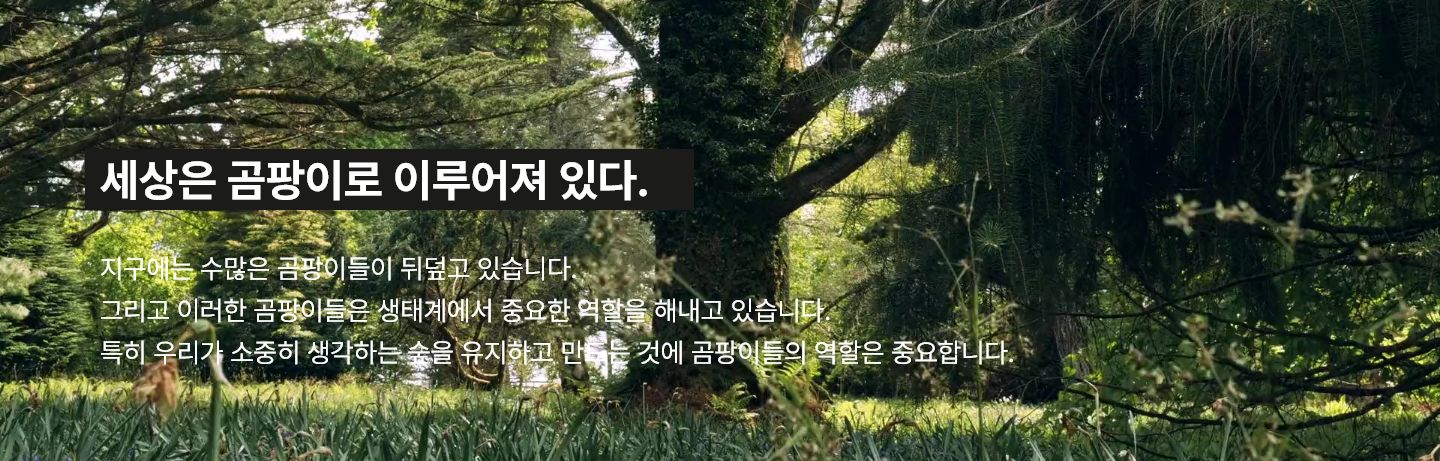 세상은 곰팡이로 이루어져 있다.
지구에는 수많은 곰팡이들이 뒤덮고 있습니다.
그리고 이러한 곰팡이들은 생태계에서 중요한 역할을 해내고 있습니다.
특히 우리가 소중히 생각하는 숲을 유지하고 만드는 것에 곰팡이들의 역할은 중요합니다.